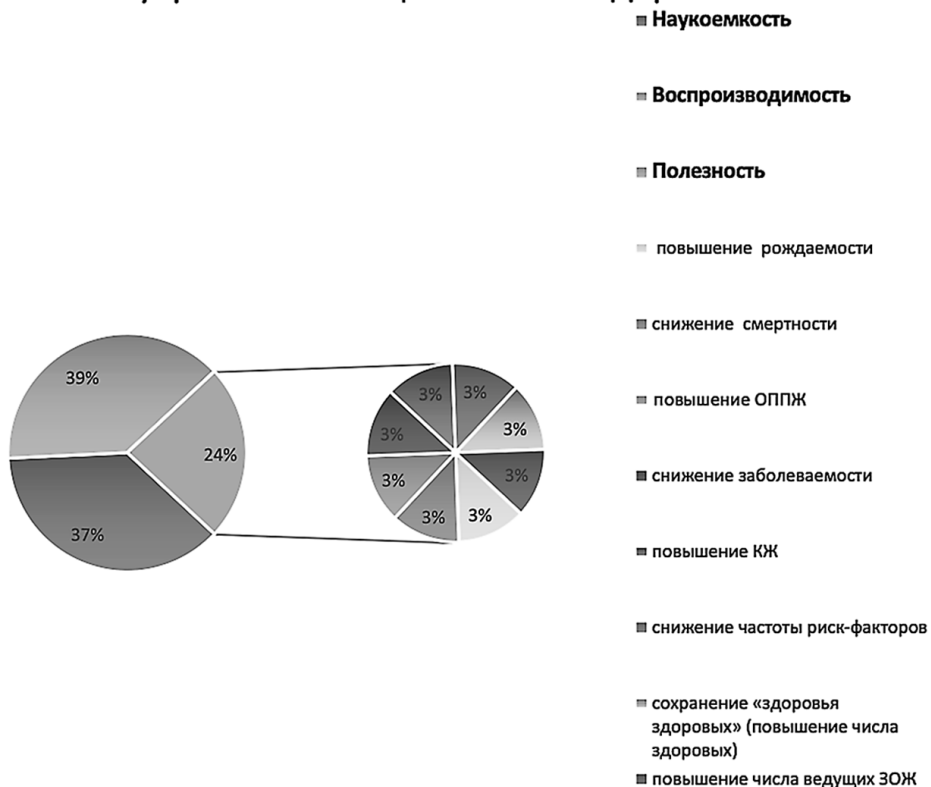 Наукоемкость
Воспроизводимость
Полезность
повышение рождаемости
снижение смертности
повышение ОППЖ
снижение заболеваемости
повышение КЖ
снижение частоты риск-факторов
сохранение «здоровья
здоровых» (повышение числа
здоровых)
повышение числа ведущих ЗОЖ
39%
24%
37%
3%
3%
3%
3%
3%
3%
3%
3%